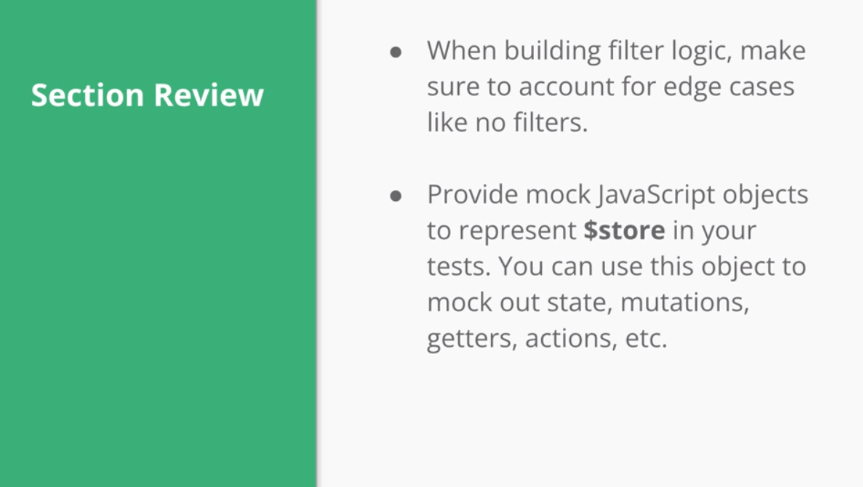 Section Review
● When building filter logic, make
sure to account for edge cases
like no filters.
● Provide mock JavaScript objects
to represent $store in your
tests. You can use this object to
mock out state, mutations,
getters, actions, etc.